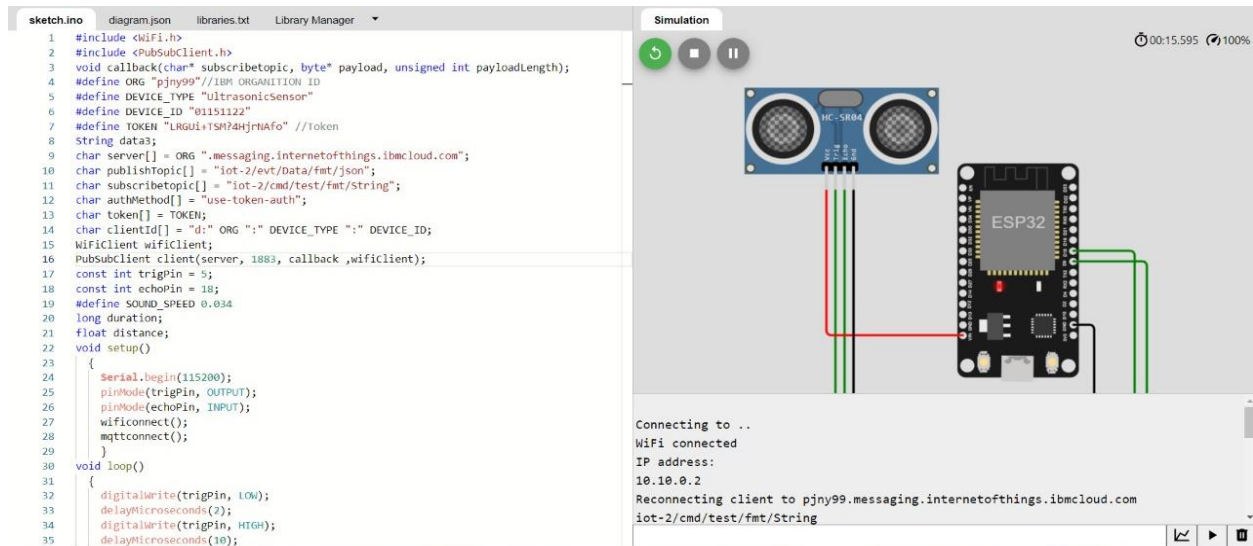 sketch.ino diagram.json libraries.txt Library Manager
1 #include <WiFi.h>
2 #include <PubSubClient.h>
3 void callback(char* subscribetopic, byte* payload, unsigned int payloadLength);
4 #define ORG "pjny99"//IBM ORGANITION ID
5 #define DEVICE_TYPE "UltrasonicSensor"
6 #define DEVICE_ID "01151122"
7 #define TOKEN "LRGUi+TSM?4HjrNAfo" //Token
8 String data3;
9 char server[] = ORG ".messaging.internetofthings.ibmcloud.com";
10 char publishTopic[] = "iot-2/evt/Data/fmt/json";
11 char subscribetopic[] = "iot-2/cmd/test/fmt/String";
12 char authMethod[] = "use-token-auth";
13 char token[] = TOKEN;
14 char clientId[] = "d:" ORG ":" DEVICE_TYPE ":" DEVICE_ID;
15 WiFiClient wifiClient;
16 PubSubClient client(server, 1883, callback ,wifiClient);
17 const int trigPin = 5;
18 const int echoPin = 18;
19 #define SOUND_SPEED 0.034
20 long duration;
21 float distance;
22 void setup()
23 {
24 Serial.begin(115200);
25 pinMode(trigPin, OUTPUT);
26 pinMode(echoPin, INPUT);
27 wificonnect();
28 mqttconnect();
29 }
30 void loop()
31 {
32 digitalWrite(trigPin, LOW);
33 delayMicroseconds(2);
34 digitalWrite(trigPin, HIGH);
35 delayMicroseconds(10);
Simulation
00:15.595 100%
HC-SR04
Vcc
Trig
Echo
Gnd
ESP32
Connecting to ..
WiFi connected
IP address:
10.10.0.2
Reconnecting client to pjny99.messaging.internetofthings.ibmcloud.com
iot-2/cmd/test/fmt/String